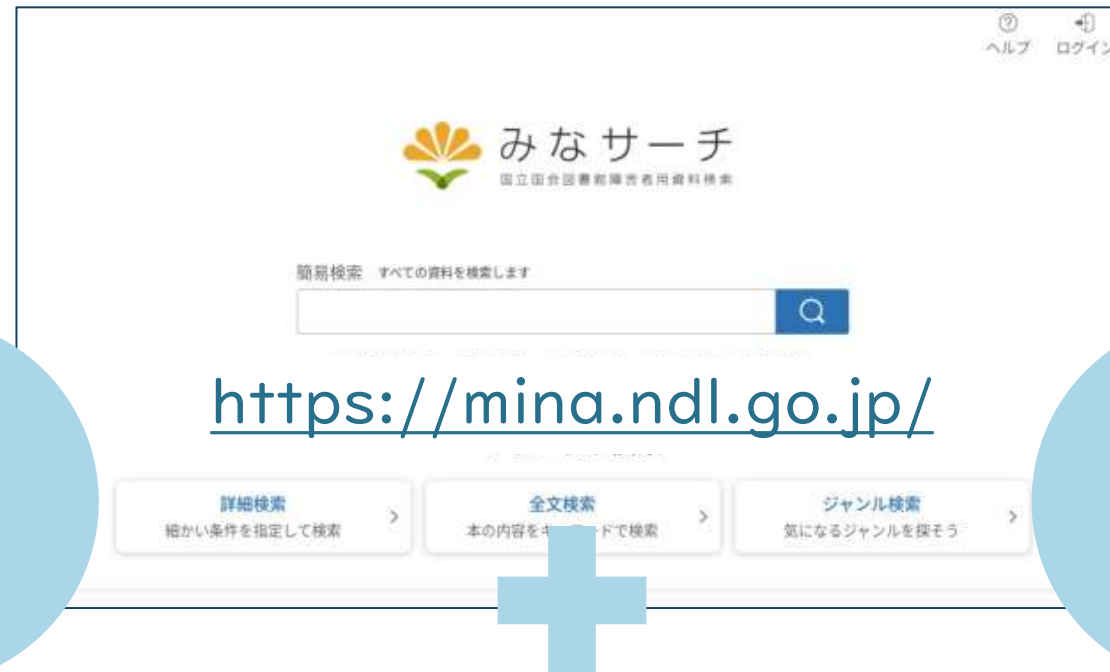 ヘルプ ログイン
みなサーチ
国立国会図書館障害者用資料検索
簡易検索 すべての資料を検索します
https://mina.ndl.go.jp/
詳細検索
細かい条件を指定して検索
全文検索
本の内容をキ ードで検索
ジャンル検索
気になるジャンルを探そう